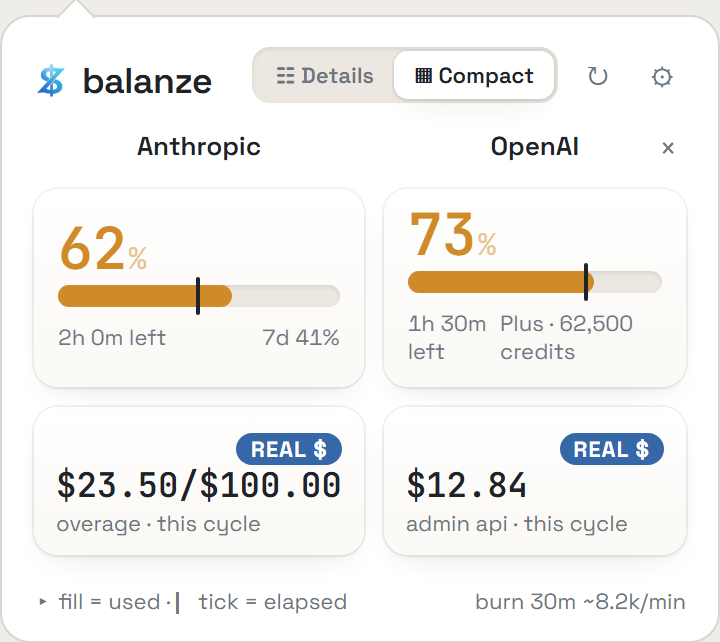 balanze
Details
Compact
Anthropic
OpenAI
×
62%
2h 0m left
7d 41%
73%
1h 30m left
Plus · 62,500 credits
REAL $
$23.50/$100.00
overage · this cycle
REAL $
$12.84
admin api · this cycle
▸ fill = used · | tick = elapsed
burn 30m ~8.2k/min